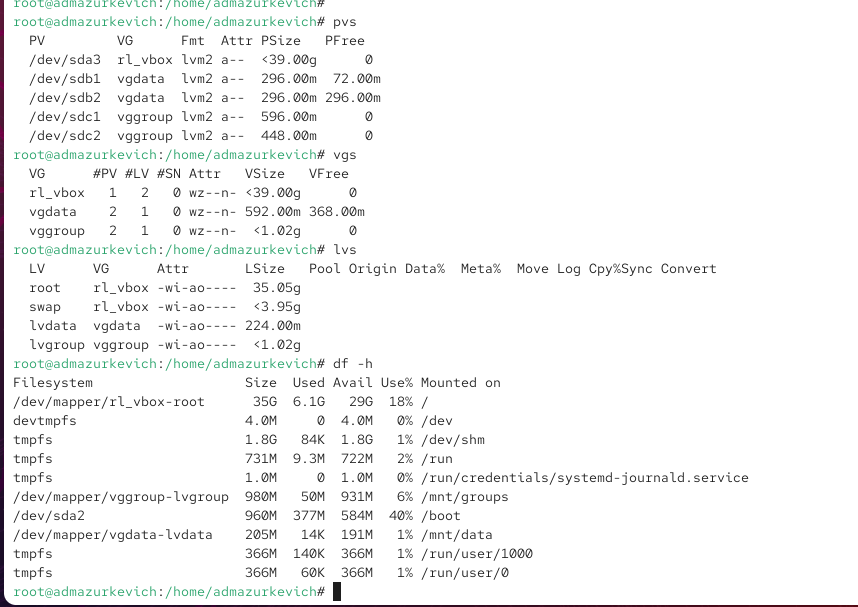 root@admazurkevich:/home/admazurkevich#
root@admazurkevich:/home/admazurkevich# pvs
  PV         VG      Fmt  Attr PSize   PFree
  /dev/sda3  rl_vbox lvm2 a--  <39.00g      0
  /dev/sdb1  vgdata  lvm2 a--  296.00m  72.00m
  /dev/sdb2  vgdata  lvm2 a--  296.00m 296.00m
  /dev/sdc1  vggroup lvm2 a--  596.00m      0
  /dev/sdc2  vggroup lvm2 a--  448.00m      0
root@admazurkevich:/home/admazurkevich# vgs
  VG      #PV #LV #SN Attr   VSize   VFree
  rl_vbox   1   2   0 wz--n- <39.00g      0
  vgdata    2   1   0 wz--n- 592.00m 368.00m
  vggroup   2   1   0 wz--n-  <1.02g      0
root@admazurkevich:/home/admazurkevich# lvs
  LV      VG      Attr       LSize   Pool Origin Data%  Meta%  Move Log Cpy%Sync Convert
  root    rl_vbox -wi-ao----  35.05g
  swap    rl_vbox -wi-ao----  <3.95g
  lvdata  vgdata  -wi-ao---- 224.00m
  lvgroup vggroup -wi-ao----  <1.02g
root@admazurkevich:/home/admazurkevich# df -h
Filesystem                   Size  Used Avail Use% Mounted on
/dev/mapper/rl_vbox-root      35G  6.1G   29G  18% /
devtmpfs                     4.0M     0  4.0M   0% /dev
tmpfs                        1.8G   84K  1.8G   1% /dev/shm
tmpfs                        731M  9.3M  722M   2% /run
tmpfs                        1.0M     0  1.0M   0% /run/credentials/systemd-journald.service
/dev/mapper/vggroup-lvgroup  980M   50M  931M   6% /mnt/groups
/dev/sda2                    960M  377M  584M  40% /boot
/dev/mapper/vgdata-lvdata    205M   14K  191M   1% /mnt/data
tmpfs                        366M  140K  366M   1% /run/user/1000
tmpfs                        366M   60K  366M   1% /run/user/0
root@admazurkevich:/home/admazurkevich#